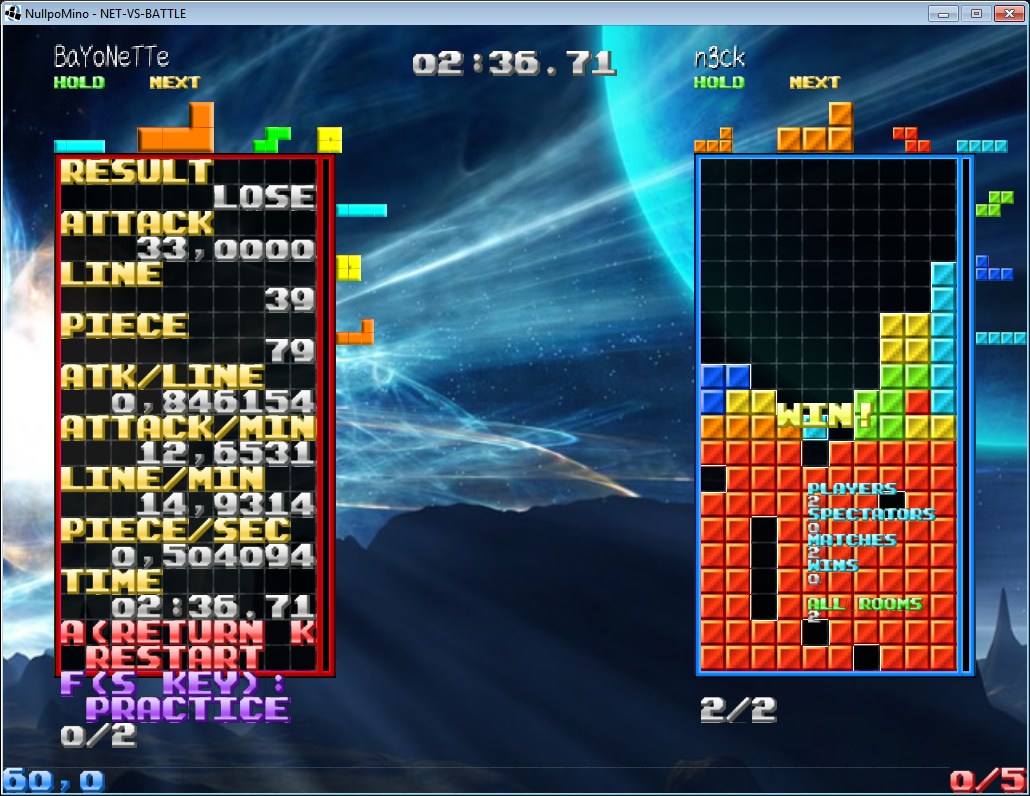 NullpoMino - NET-VS-BATTLE
BaYoNeTTe
o2:36.71
n3ck
HOLD NEXT
HOLD NEXT
RESULT
LOSE
ATTACK
33,0000
LINE
39
PIECE
79
ATK/LINE
0,846154
ATTACK/MIN
12,6531
LINE/MIN
14,9314
PIECE/SEC
0,504094
TIME
02:36.71
A(RETURN K
RESTART
F(S KEY):
PRACTICE
0/2
WIN!
PLAYERS
2
SPECTATORS
0
MATCHES
2
WINS
0
ALL ROOMS
2
2/2
60,0
0/5